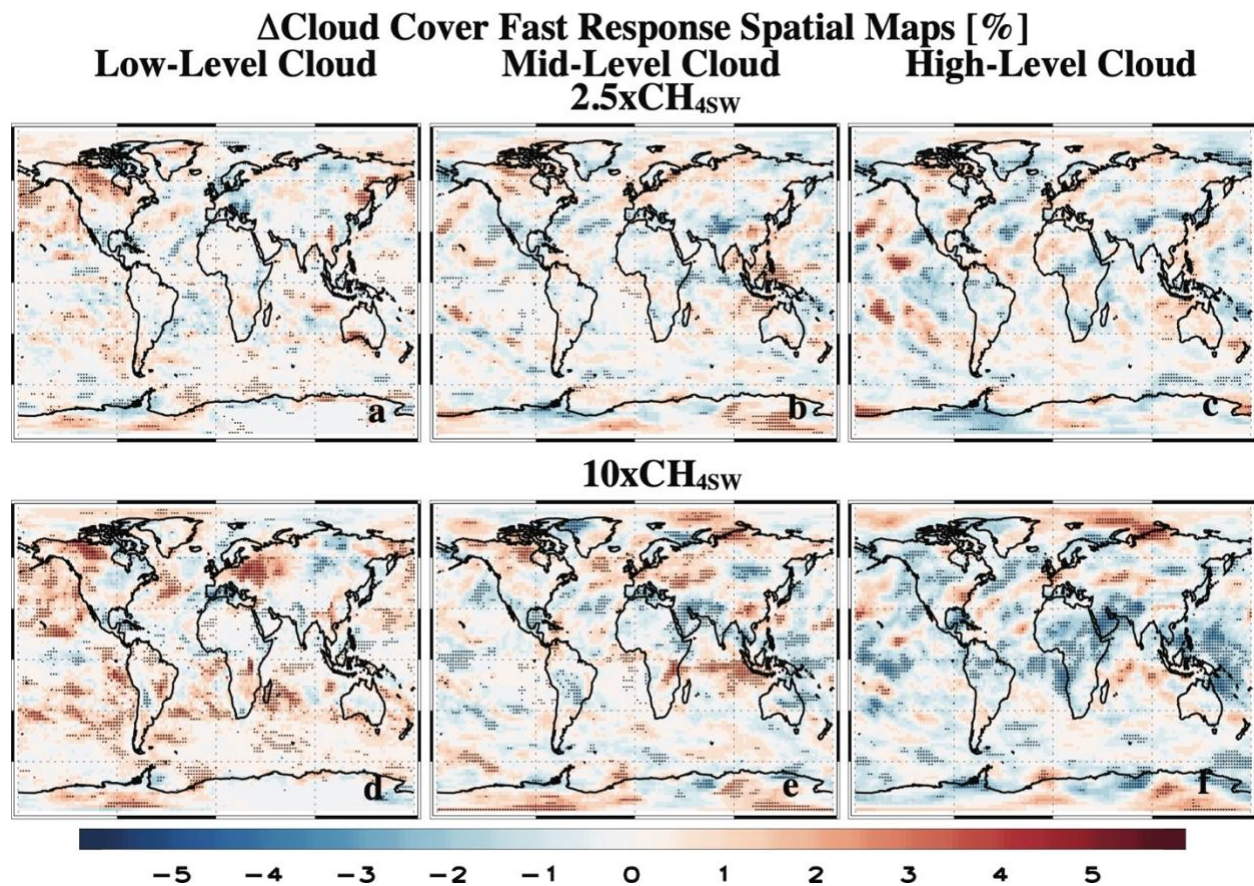 ΔCloud Cover Fast Response Spatial Maps [%]
Low-Level Cloud Mid-Level Cloud High-Level Cloud
2.5xCH4SW
a b c
10xCH4SW
d e f
−5 −4 −3 −2 −1 0 1 2 3 4 5